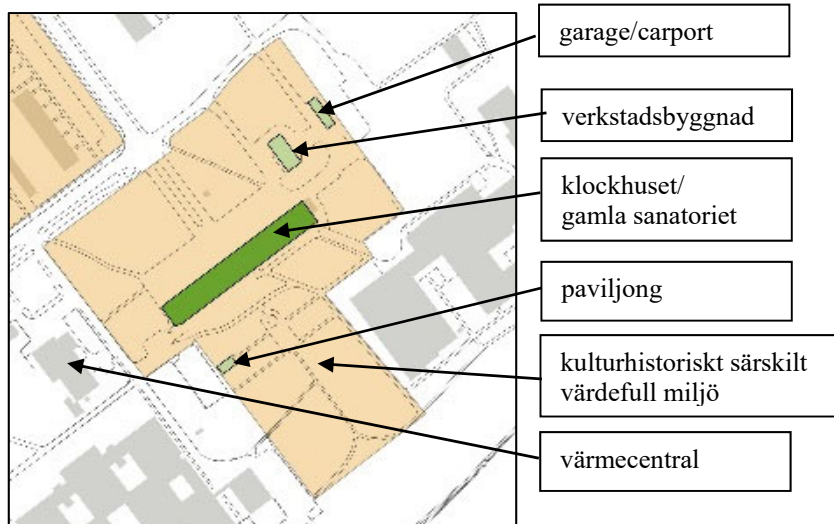 garage/carport
verkstadsbyggnad
klockhuset/
gamla sanatoriet
paviljong
kulturhistoriskt särskilt
värdefull miljö
värmecentral